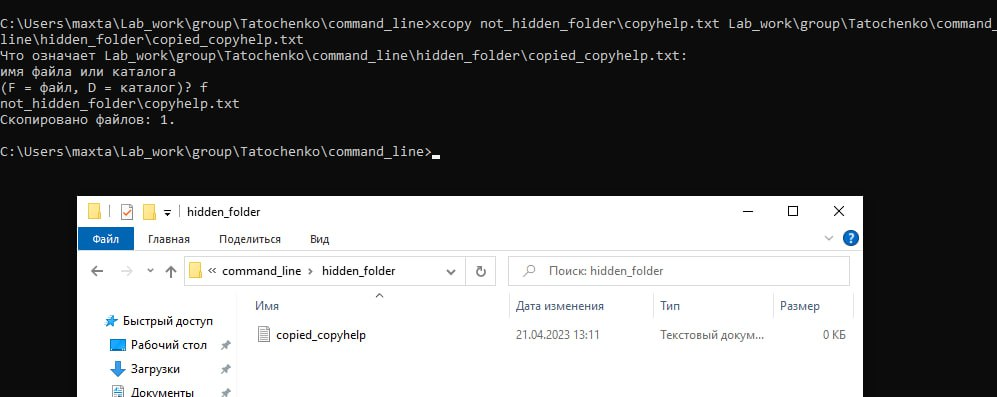 C:\Users\maxta\Lab_work\group\Tatochenko\command_line>xcopy not_hidden_folder\copyhelp.txt Lab_work\group\Tatochenko\command_
line\hidden_folder\copied_copyhelp.txt
Что означает Lab_work\group\Tatochenko\command_line\hidden_folder\copied_copyhelp.txt:
имя файла или каталога
(F = файл, D = каталог)? f
not_hidden_folder\copyhelp.txt
Скопировано файлов: 1.
C:\Users\maxta\Lab_work\group\Tatochenko\command_line>
hidden_folder
Файл Главная Поделиться Вид
« command_line › hidden_folder Поиск: hidden_folder
Имя Дата изменения Тип Размер
Быстрый доступ
copied_copyhelp 21.04.2023 13:11 Текстовый докум... 0 КБ
Рабочий стол
Загрузки
Документы